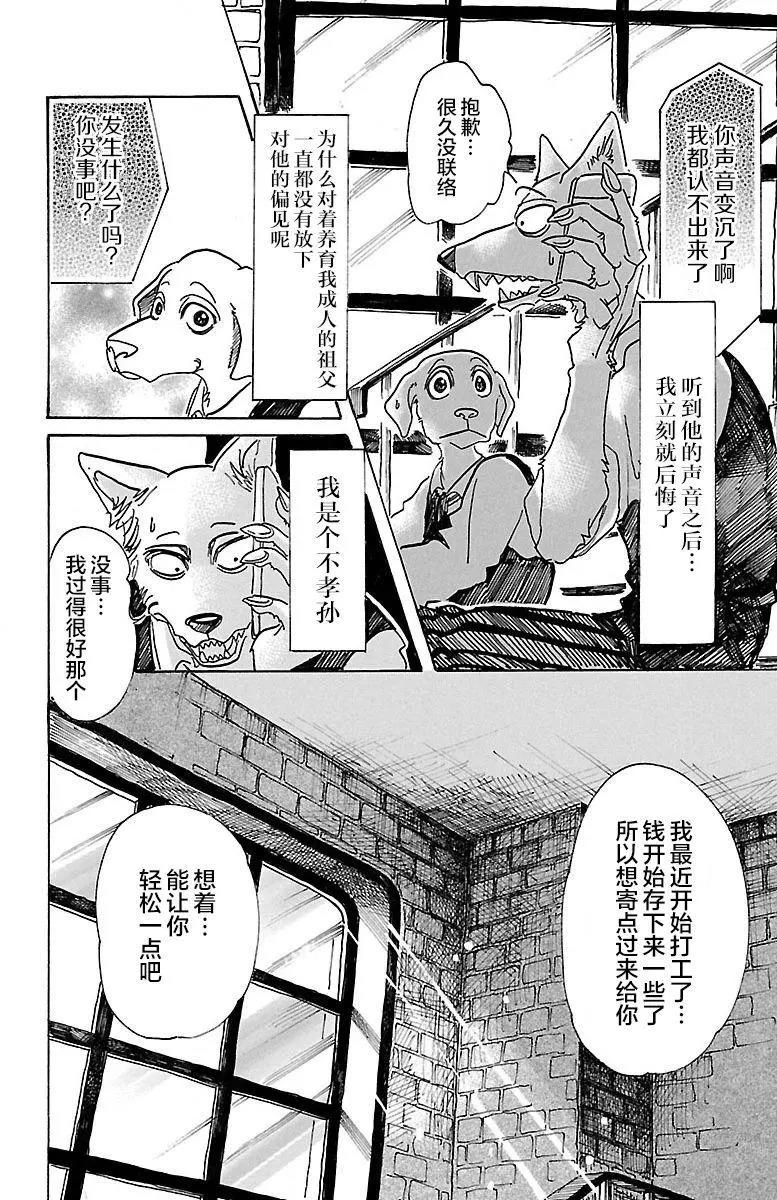 你声音变沉了啊
我都认不出来了
抱歉…
很久没联络
听到他的声音之后…
我立刻就后悔了
为什么对着养育我成人的祖父
一直都没有放下
对他的偏见呢
发生什么了吗？
你没事吧？
我是个不孝孙
没事…
我过得很好那个
我最近开始打工了…
钱开始存下来一些了
所以想寄点过来给你
想着…
能让你
轻松一点吧